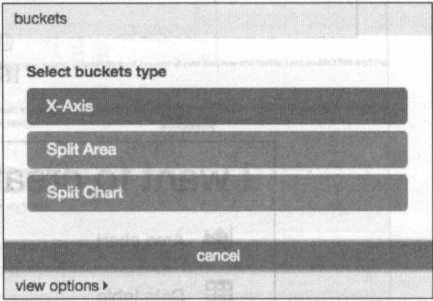 buckets
Select buckets type
X-Axis
Split Area
Split Chart
cancel
view options ▸